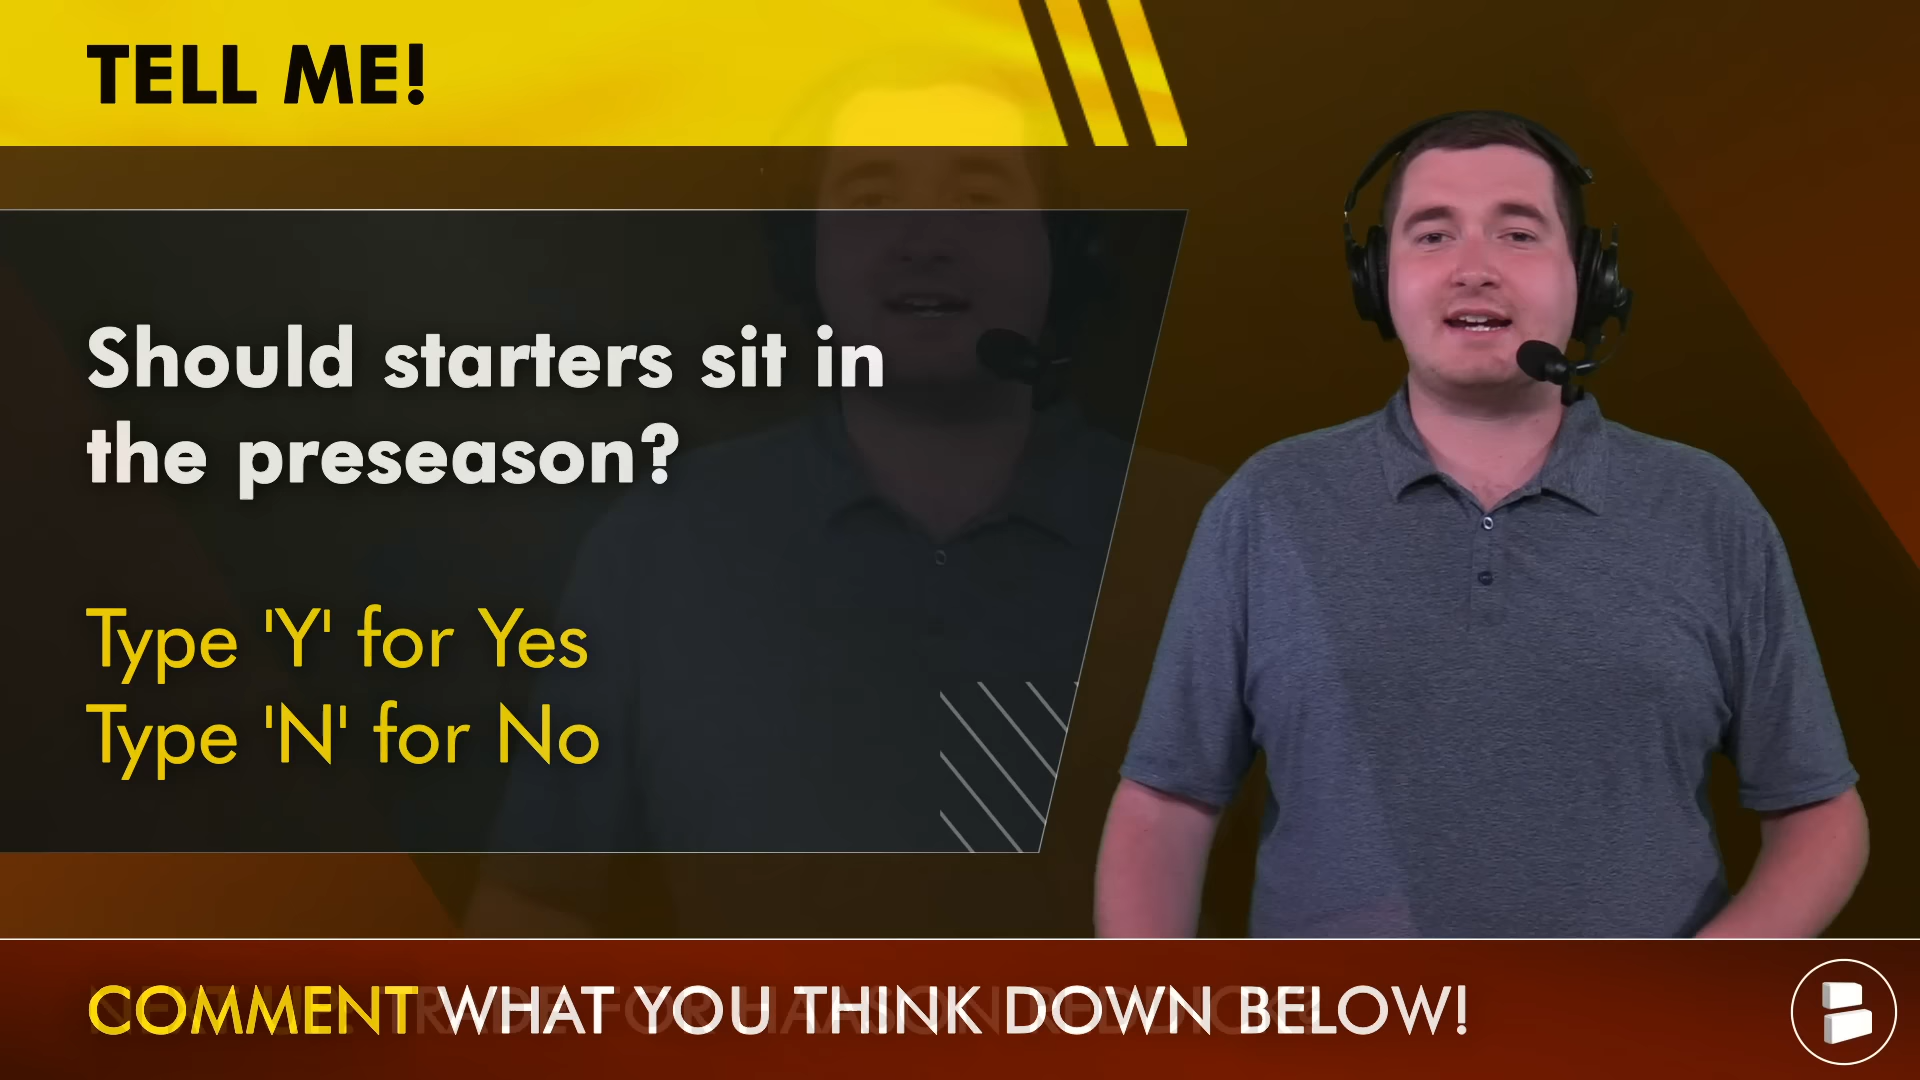 TELL ME!
Should starters sit in
the preseason?
Type 'Y' for Yes
Type 'N' for No
COMMENT WHAT YOU THINK DOWN BELOW!